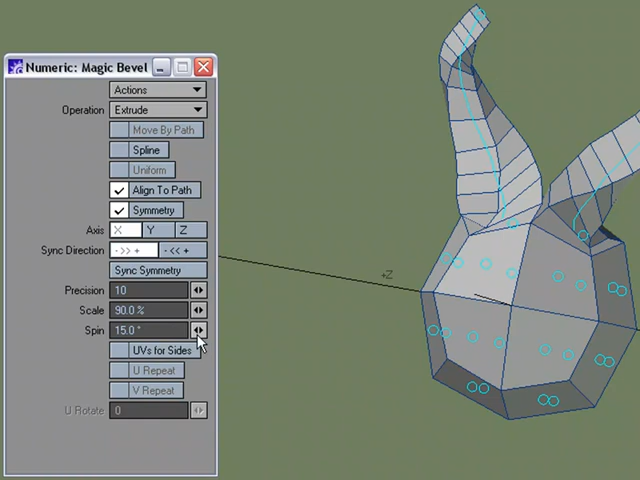 Numeric: Magic Bevel
Actions
Operation Extrude
Move By Path
Spline
Uniform
Align To Path
Symmetry
Axis X Y Z
Sync Direction ->> + -<< +
Sync Symmetry
Precision 10
Scale 90.0 %
Spin 15.0 °
UVs for Sides
U Repeat
V Repeat
U Rotate 0
+Z